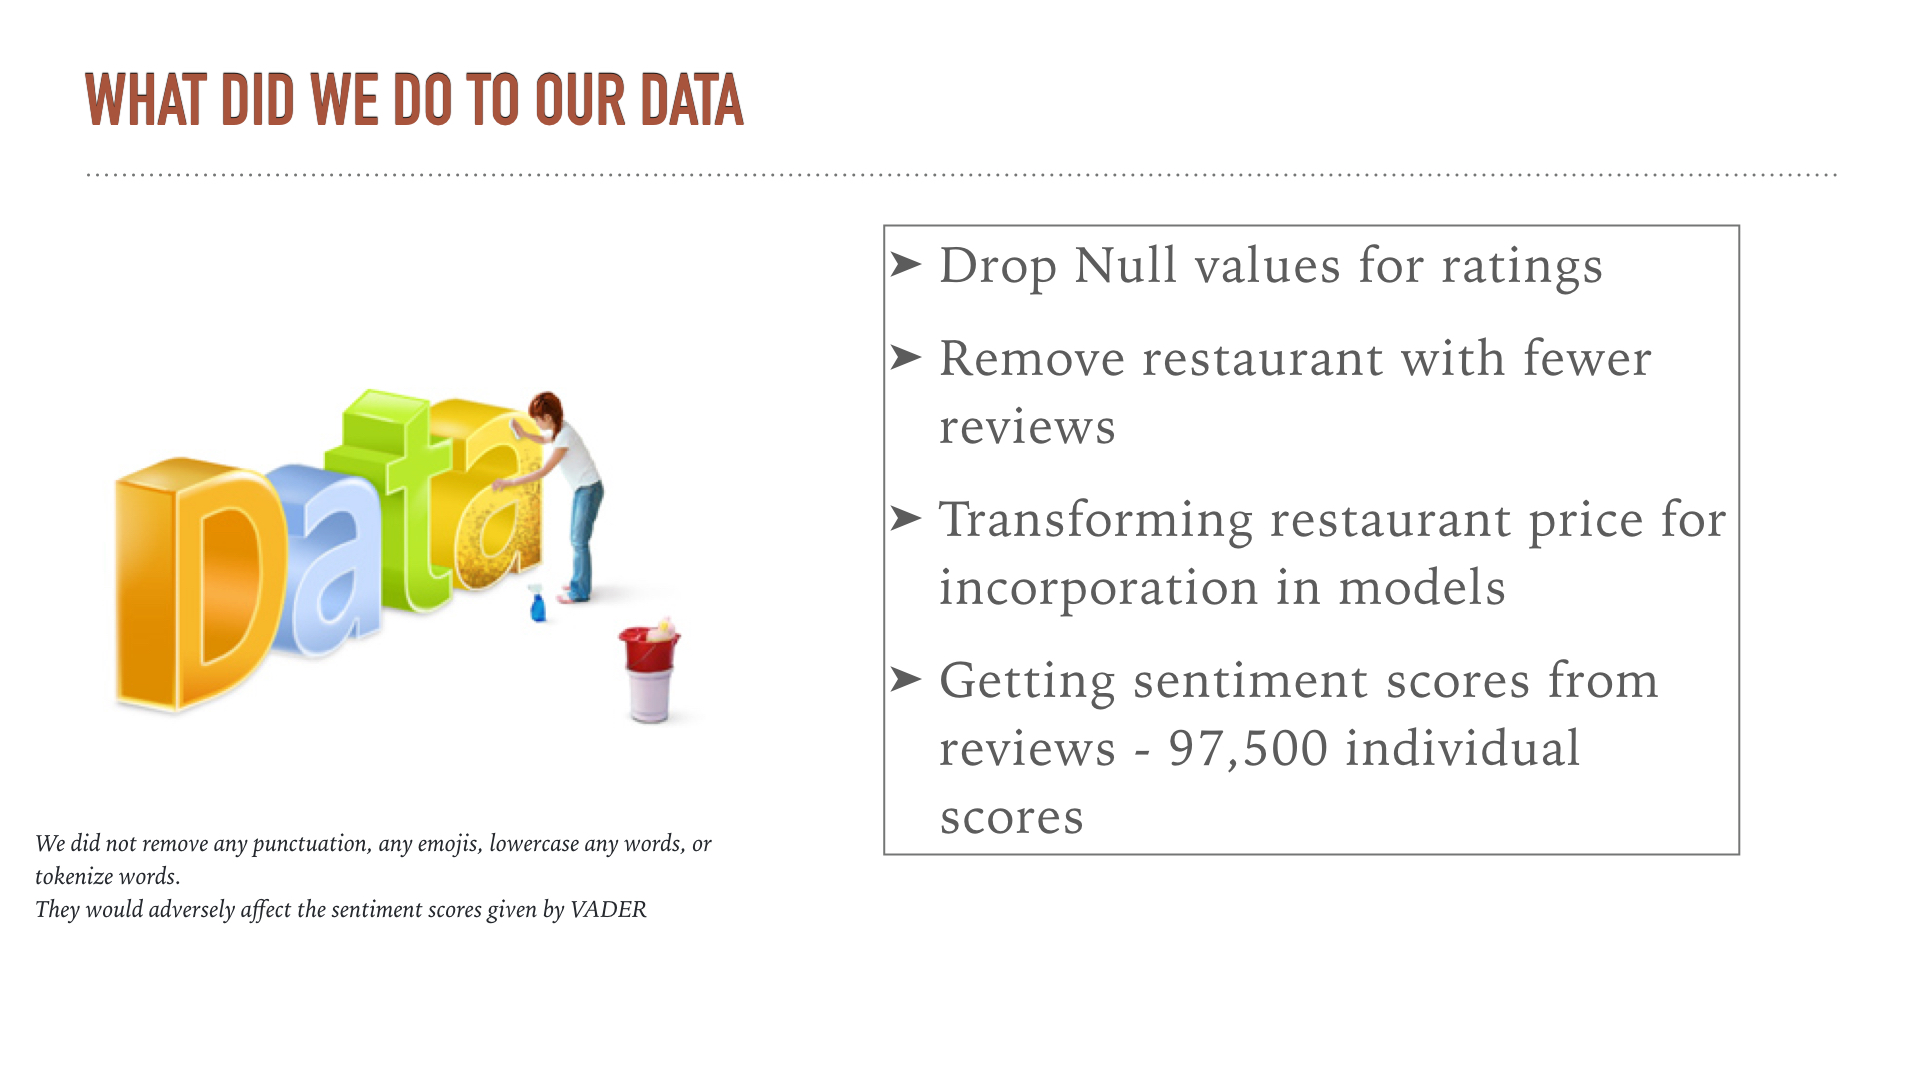 WHAT DID WE DO TO OUR DATA
Data
➤ Drop Null values for ratings
➤ Remove restaurant with fewer
reviews
➤ Transforming restaurant price for
incorporation in models
➤ Getting sentiment scores from
reviews - 97,500 individual
scores
We did not remove any punctuation, any emojis, lowercase any words, or
tokenize words.
They would adversely affect the sentiment scores given by VADER